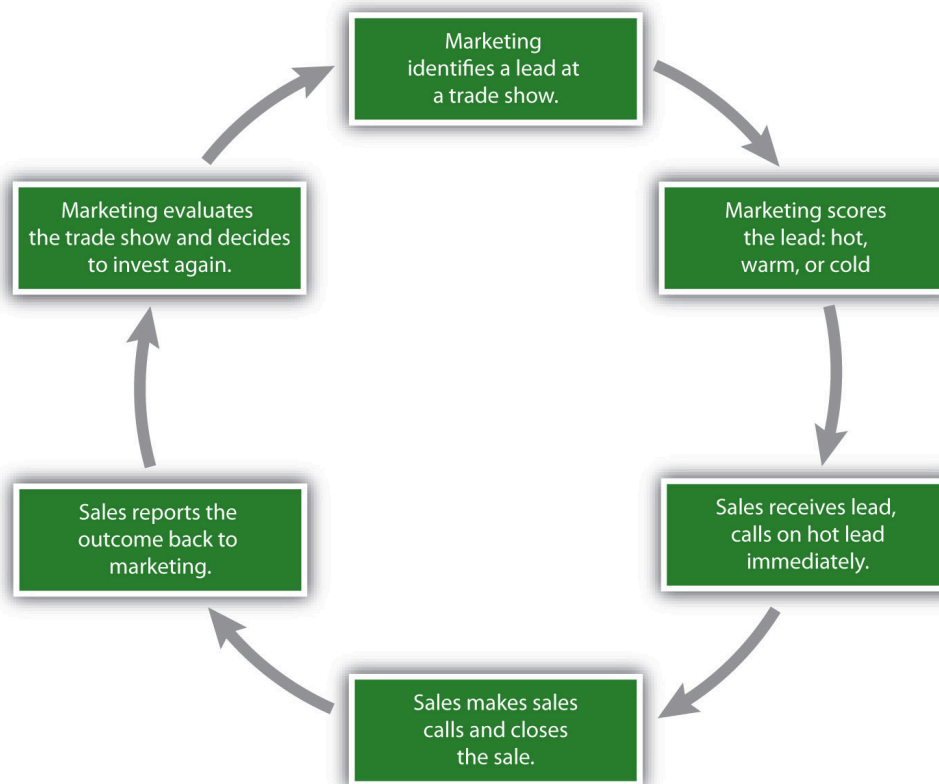 Marketing
identifies a lead at
a trade show.
Marketing scores
the lead: hot,
warm, or cold
Sales receives lead,
calls on hot lead
immediately.
Sales makes sales
calls and closes
the sale.
Sales reports the
outcome back to
marketing.
Marketing evaluates
the trade show and decides
to invest again.